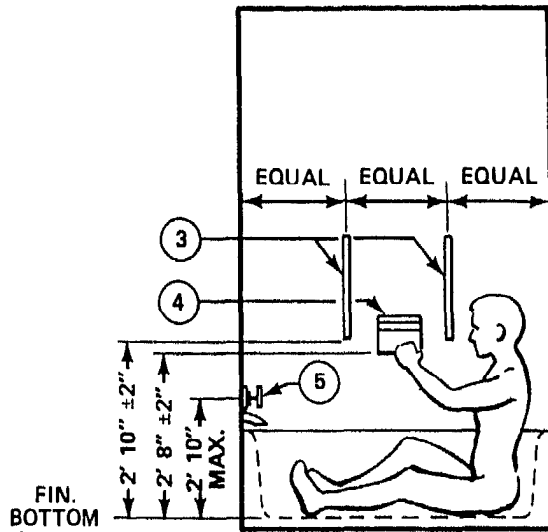 EQUAL EQUAL EQUAL
3
4
5
2' 10" ±2"
2' 8" ±2"
2' 10"
MAX.
FIN.
BOTTOM